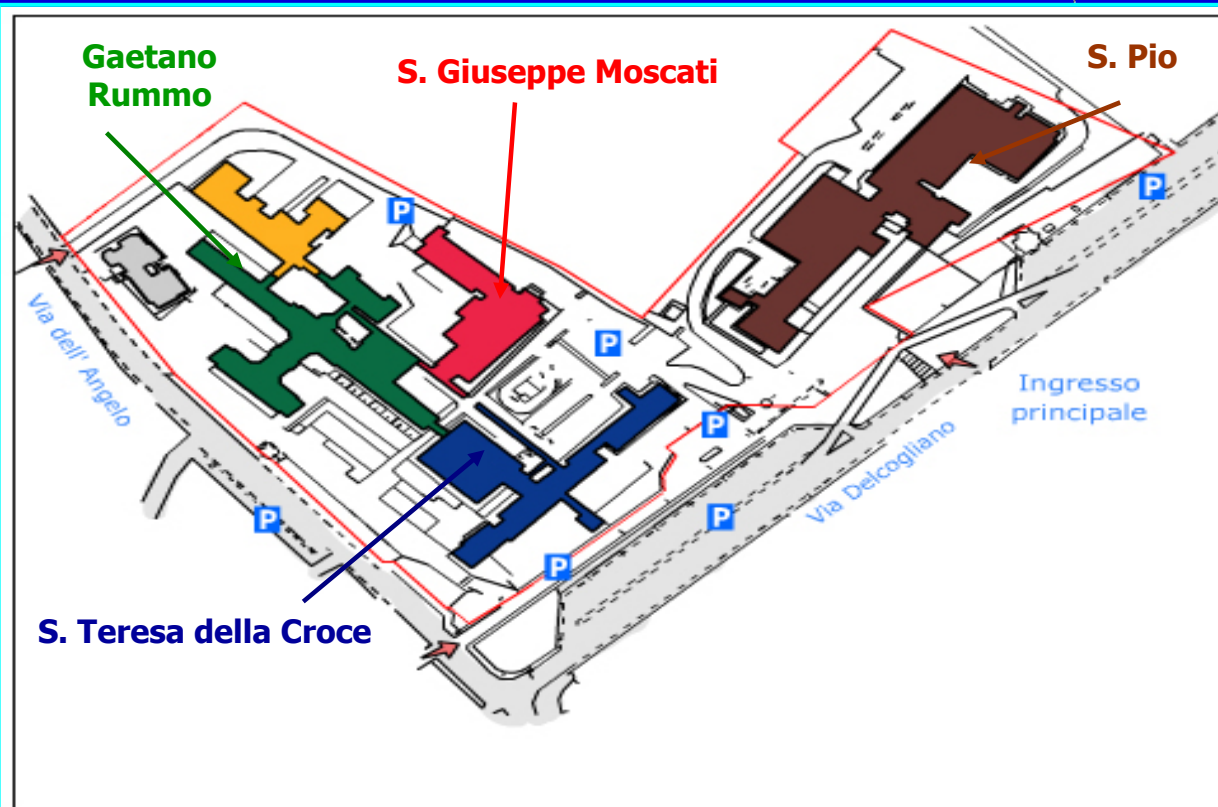 Gaetano
Rummo
S. Giuseppe Moscati
S. Pio
P
P
P
P
P
P
P
Via dell' Angelo
Ingresso
principale
Via Delcogliano
S. Teresa della Croce